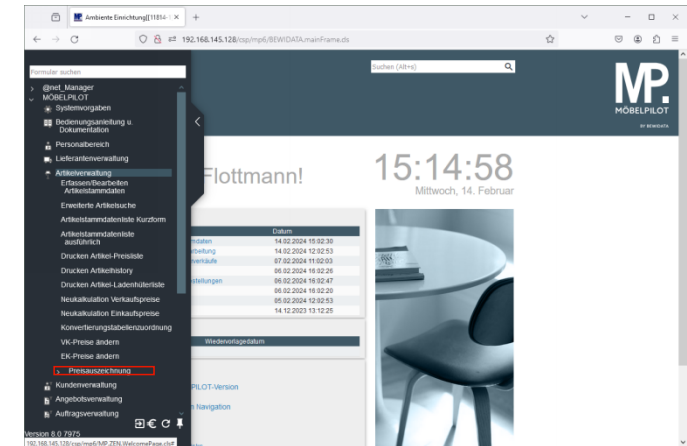 Ambiente Einrichtung[[11814-
192.168.145.128/csp/mp6/BEWIDATA.mainFrame.cls
Formular suchen
Suchen (Alt+s)
MP.
MÖBELPILOT
BY BEWIDATA
@net_Manager
MÖBELPILOT
Systemvorgaben
Bedienungsanleitung u.
Dokumentation
Personalbereich
Lieferantenverwaltung
Artikelverwaltung
Erfassen/Bearbeiten
Artikelstammdaten
Erweiterte Artikelsuche
Artikelstammdatenliste Kurzform
Artikelstammdatenliste
ausführlich
Drucken Artikel-Preisliste
Drucken Artikelhistory
Drucken Artikel-Ladenhüterliste
Neukalkulation Verkaufspreise
Neukalkulation Einkaufspreise
Konvertierungstabellenzuordnung
VK-Preise ändern
EK-Preise ändern
Preisauszeichnung
Kundenverwaltung
Angebotsverwaltung
Auftragsverwaltung
Version 8.0 7975
192.168.145.128/csp/mp6/MP.ZEN.WelcomePage.cls#
Flottmann!
15:14:58
Mittwoch, 14. Februar
Datum
mdaten 14.02.2024 15:02:30
arbeitung 14.02.2024 12:02:53
verkäufe 07.02.2024 11:02:03
06.02.2024 16:02:26
stellungen 06.02.2024 16:02:47
06.02.2024 16:02:20
05.02.2024 12:02:53
14.12.2023 13:12:25
Wiedervorlagedatum
PILOT-Version
n Navigation